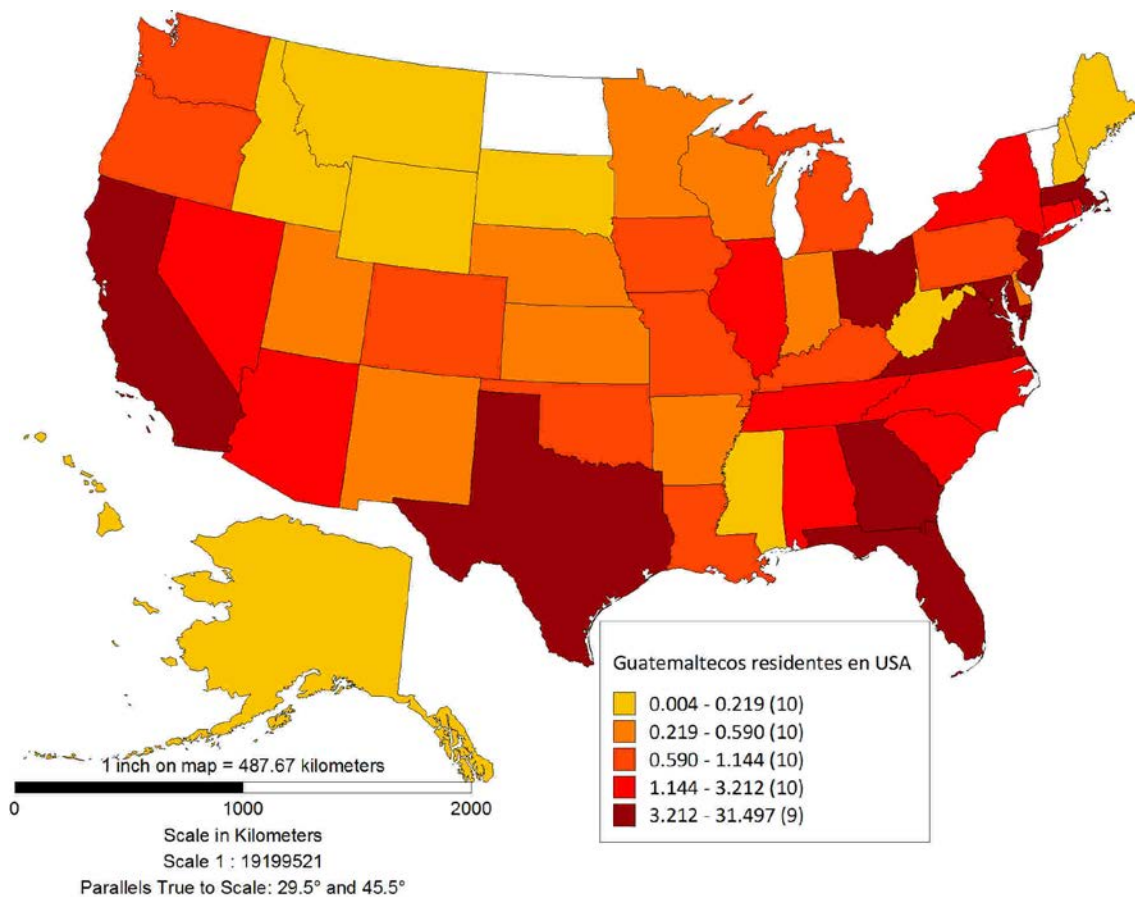 Guatemaltecos residentes en USA
0.004 - 0.219 (10)
0.219 - 0.590 (10)
0.590 - 1.144 (10)
1.144 - 3.212 (10)
3.212 - 31.497 (9)
1 inch on map = 487.67 kilometers
0 1000 2000
Scale in Kilometers
Scale 1 : 19199521
Parallels True to Scale: 29.5° and 45.5°